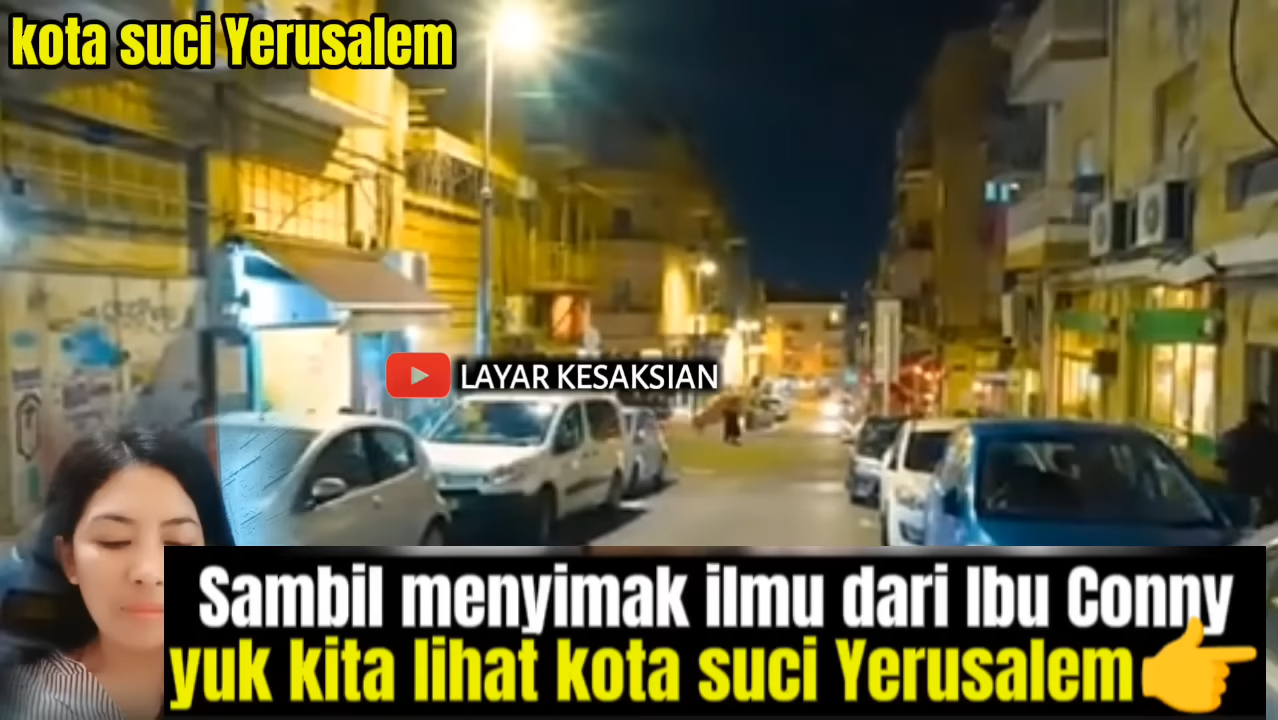 kota suci Yerusalem
LAYAR KESAKSIAN
Sambil menyimak ilmu dari Ibu Conny
yuk kita lihat kota suci Yerusalem